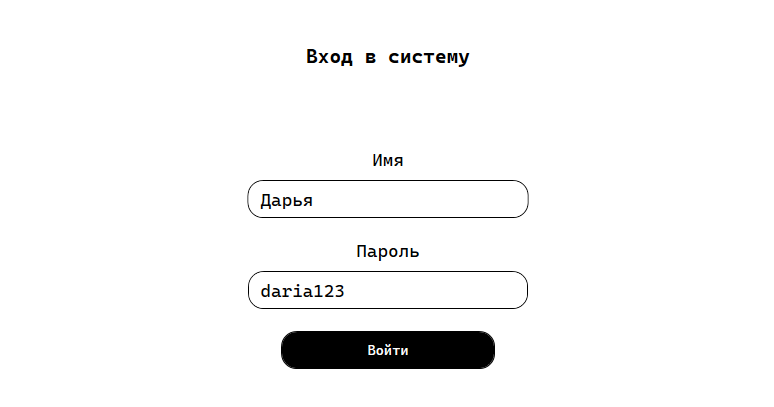 Вход в систему
Имя
Дарья
Пароль
daria123
Войти